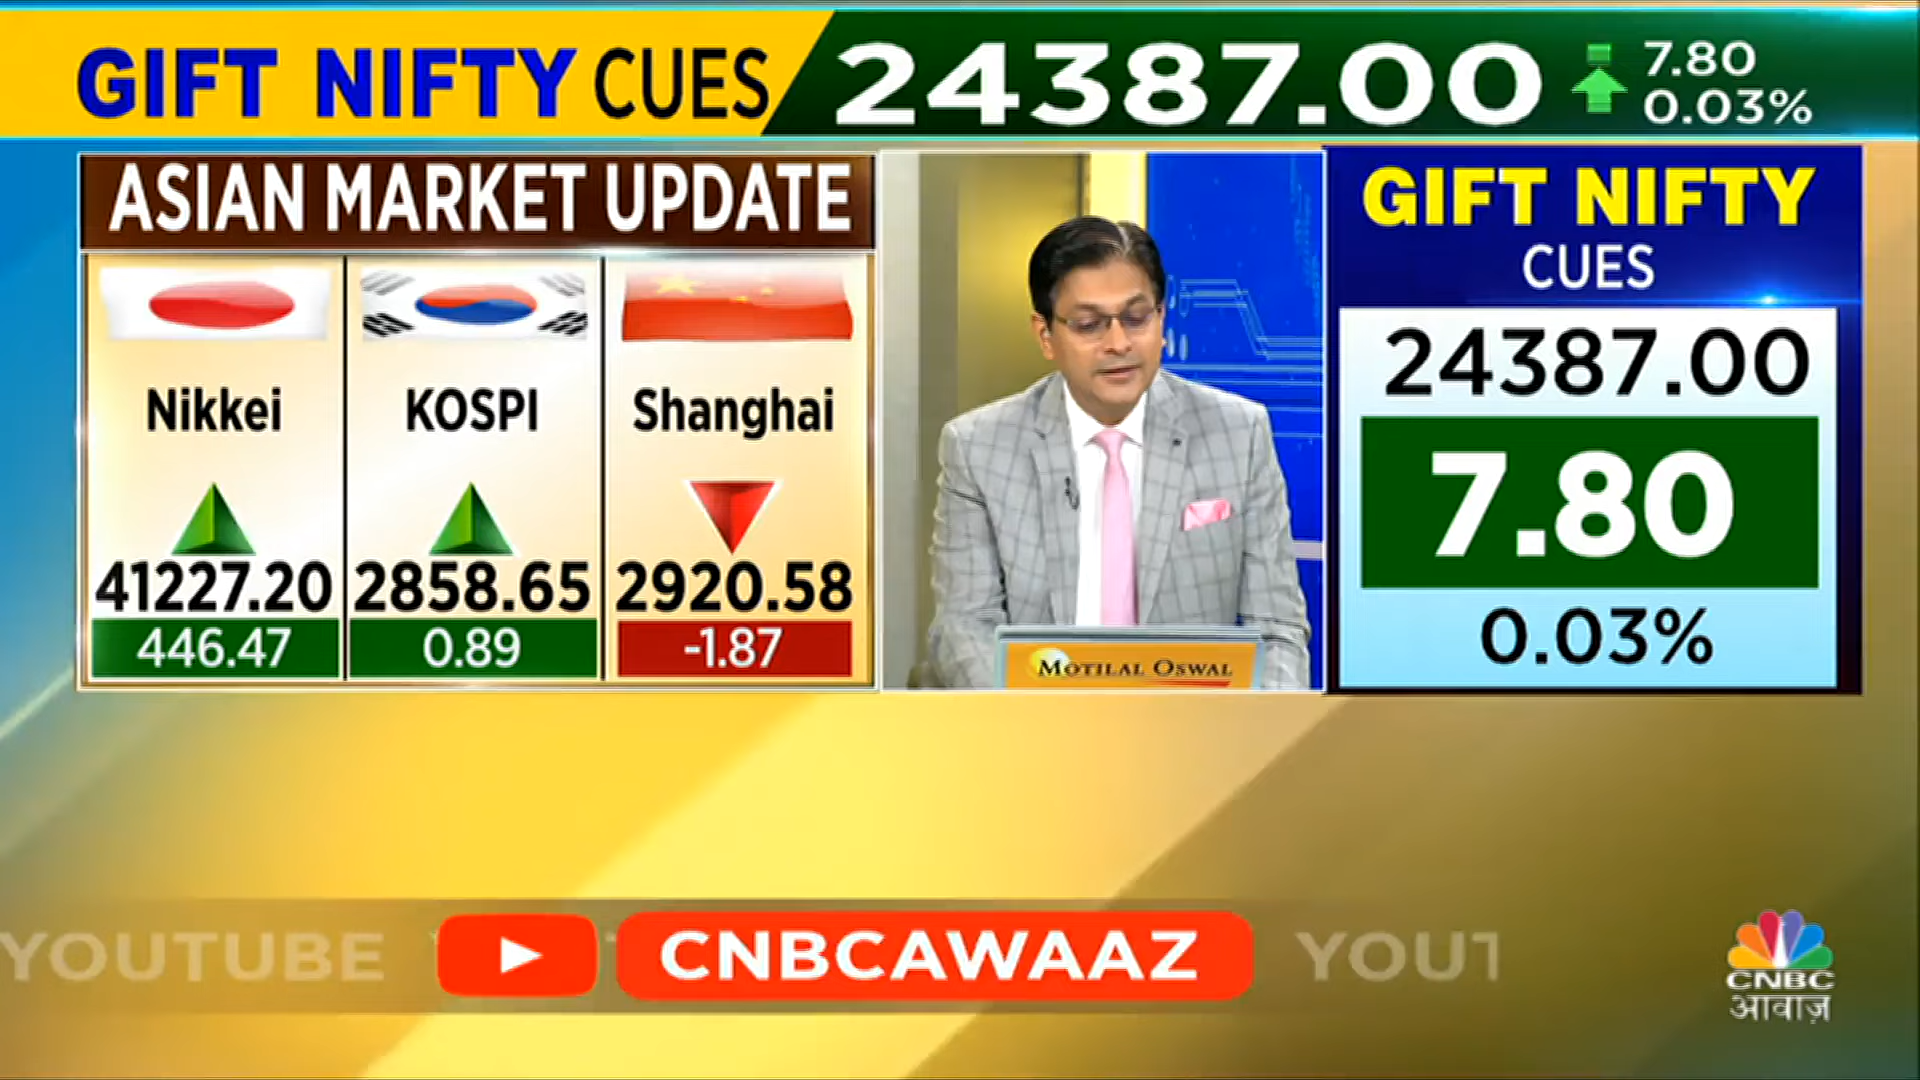 GIFT NIFTY CUES
24387.00
7.80
0.03%
ASIAN MARKET UPDATE
Nikkei
41227.20
446.47
KOSPI
2858.65
0.89
Shanghai
2920.58
-1.87
MOTILAL OSWAL
GIFT NIFTY
CUES
24387.00
7.80
0.03%
YOUTUBE
CNBCAWAAZ
YOUT
CNBC
आवाज़